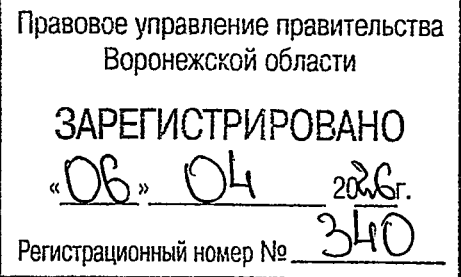 Правовое управление правительства
Воронежской области
ЗАРЕГИСТРИРОВАНО
«06» 04 2026г.
Регистрационный номер № 340